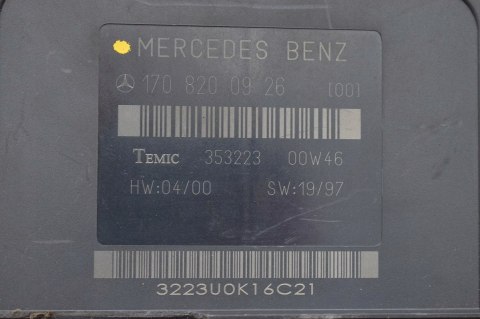 MERCEDES BENZ
170 820 09 26 [00]
TEMIC 353223 00W46
HW:04/00 SW:19/97
3223U0K16C21